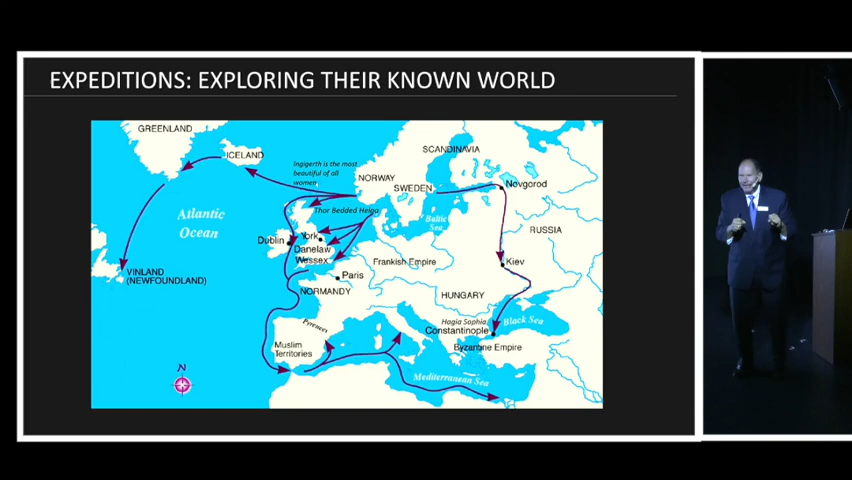 EXPEDITIONS: EXPLORING THEIR KNOWN WORLD
GREENLAND
ICELAND
SCANDINAVIA
Ingigerth is the most
beautiful of all
women
NORWAY
SWEDEN
Novgorod
Thor Bedded Helga
Atlantic
Ocean
Baltic
Sea
RUSSIA
Dublin
York
Danelaw
Wessex
Frankish Empire
Kiev
VINLAND
(NEWFOUNDLAND)
Paris
NORMANDY
HUNGARY
Hagia Sophia
Constantinople
Black Sea
Pyrenees
Muslim
Territories
Byzantine Empire
Mediterranean Sea
N